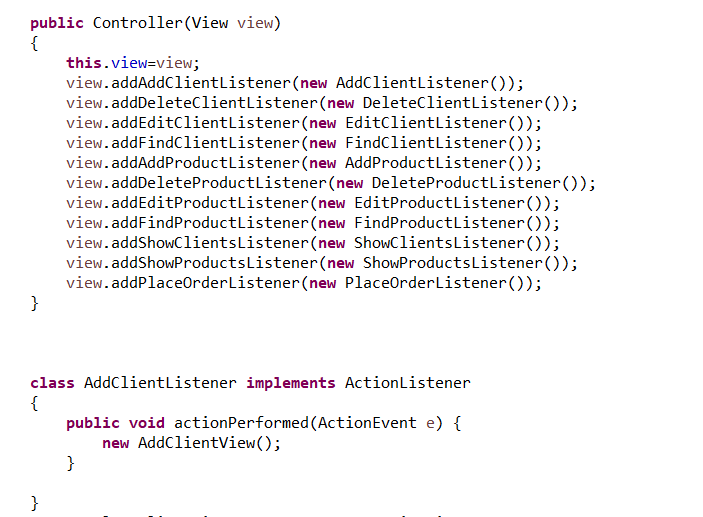 public Controller(View view)
{
    this.view=view;
    view.addAddClientListener(new AddClientListener());
    view.addDeleteClientListener(new DeleteClientListener());
    view.addEditClientListener(new EditClientListener());
    view.addFindClientListener(new FindClientListener());
    view.addAddProductListener(new AddProductListener());
    view.addDeleteProductListener(new DeleteProductListener());
    view.addEditProductListener(new EditProductListener());
    view.addFindProductListener(new FindProductListener());
    view.addShowClientsListener(new ShowClientsListener());
    view.addShowProductsListener(new ShowProductsListener());
    view.addPlaceOrderListener(new PlaceOrderListener());
}
class AddClientListener implements ActionListener
{
    public void actionPerformed(ActionEvent e) {
        new AddClientView();
    }
}